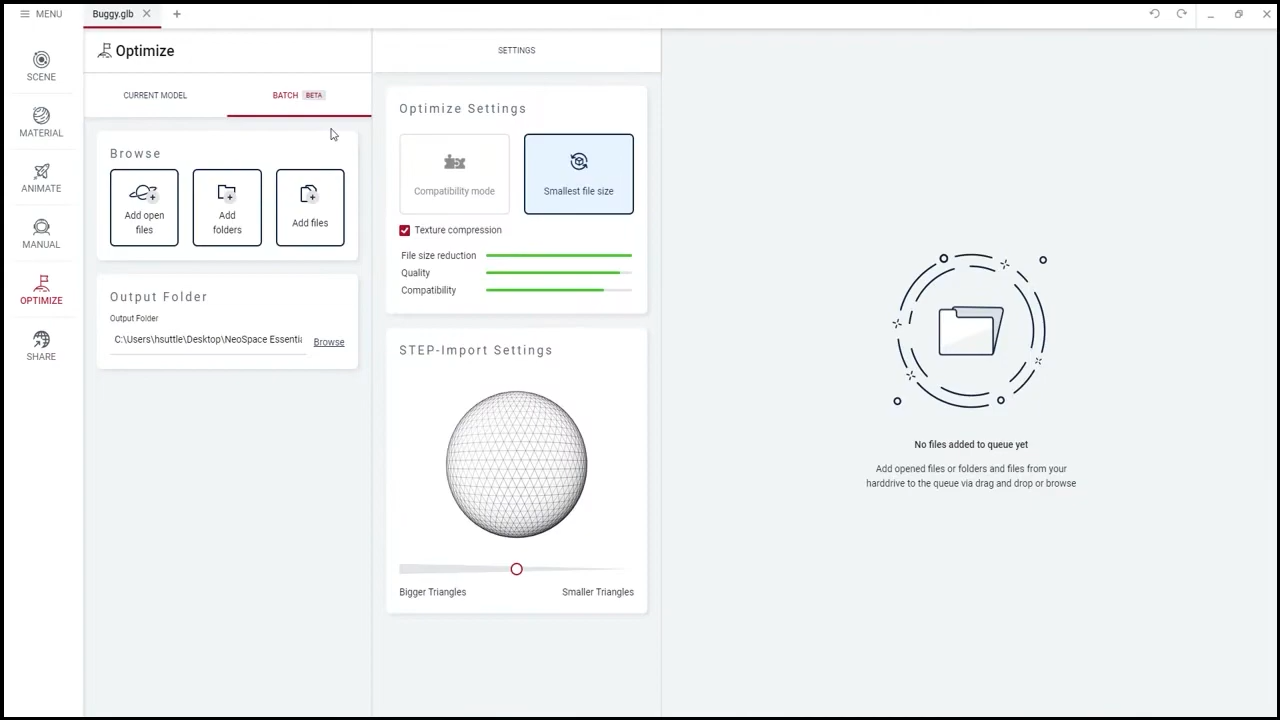 MENU
Buggy.glb
SCENE
MATERIAL
ANIMATE
MANUAL
OPTIMIZE
SHARE
Optimize
CURRENT MODEL
BATCH BETA
Browse
Add open
files
Add
folders
Add files
Output Folder
Output Folder
C:\Users\hsuttle\Desktop\NeoSpace Essenti
Browse
SETTINGS
Optimize Settings
Compatibility mode
Smallest file size
Texture compression
File size reduction
Quality
Compatibility
STEP-Import Settings
Bigger Triangles
Smaller Triangles
No files added to queue yet
Add opened files or folders and files from your
harddrive to the queue via drag and drop or browse